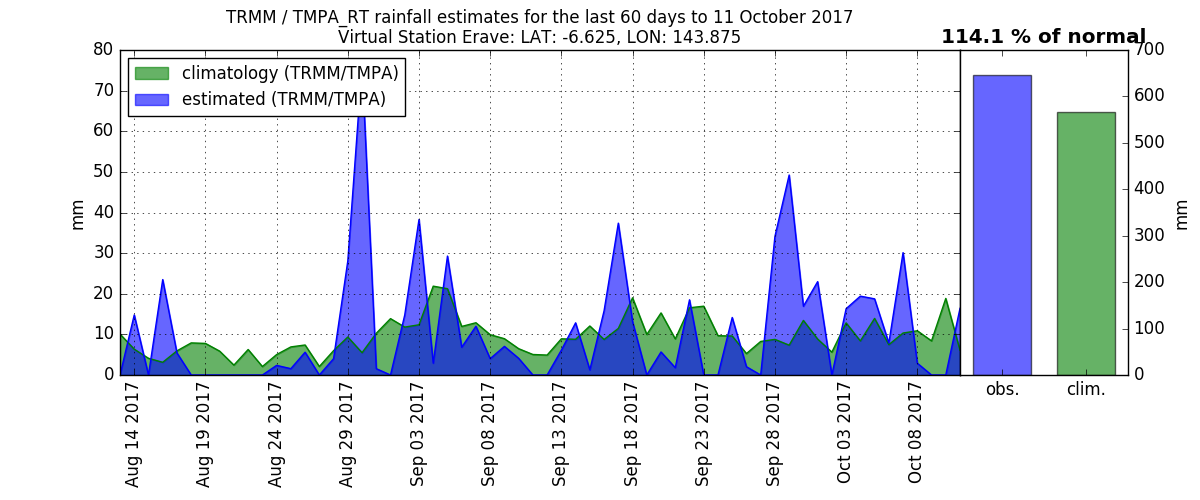 TRMM / TMPA_RT rainfall estimates for the last 60 days to 11 October 2017
Virtual Station Erave: LAT: -6.625, LON: 143.875
114.1 % of normal
climatology (TRMM/TMPA)
estimated (TRMM/TMPA)
80
70
60
50
40
30
20
10
0
mm
Aug 14 2017
Aug 19 2017
Aug 24 2017
Aug 29 2017
Sep 03 2017
Sep 08 2017
Sep 13 2017
Sep 18 2017
Sep 23 2017
Sep 28 2017
Oct 03 2017
Oct 08 2017
obs.
clim.
700
600
500
400
300
200
100
0
mm